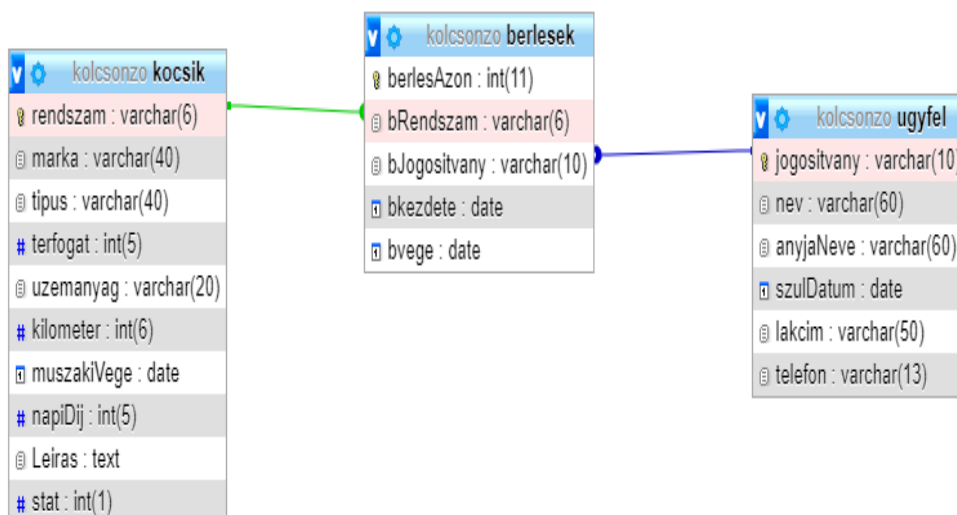 kolcsonzo kocsik
rendszam : varchar(6)
marka : varchar(40)
tipus : varchar(40)
# terfogat : int(5)
uzemanyag : varchar(20)
# kilometer : int(6)
muszakiVege : date
# napiDij : int(5)
Leiras : text
# stat : int(1)
kolcsonzo berlesek
berlesAzon : int(11)
bRendszam : varchar(6)
bJogositvany : varchar(10)
bkezdete : date
bvege : date
kolcsonzo ugyfel
jogositvany : varchar(10)
nev : varchar(60)
anyjaNeve : varchar(60)
szulDatum : date
lakcim : varchar(50)
telefon : varchar(13)